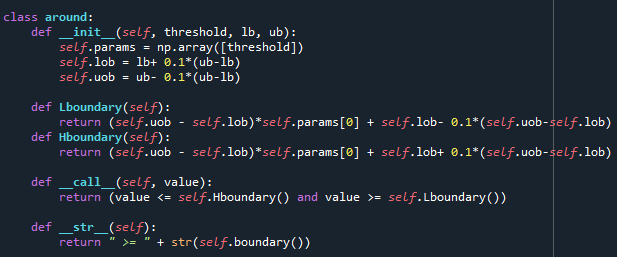 class around:
    def __init__(self, threshold, lb, ub):
        self.params = np.array([threshold])
        self.lob = lb+ 0.1*(ub-lb)
        self.uob = ub- 0.1*(ub-lb)
    def Lboundary(self):
        return (self.uob - self.lob)*self.params[0] + self.lob- 0.1*(self.uob-self.lob)
    def Hboundary(self):
        return (self.uob - self.lob)*self.params[0] + self.lob+ 0.1*(self.uob-self.lob)
    def __call__(self, value):
        return (value <= self.Hboundary() and value >= self.Lboundary())
    def __str__(self):
        return " >= " + str(self.boundary())